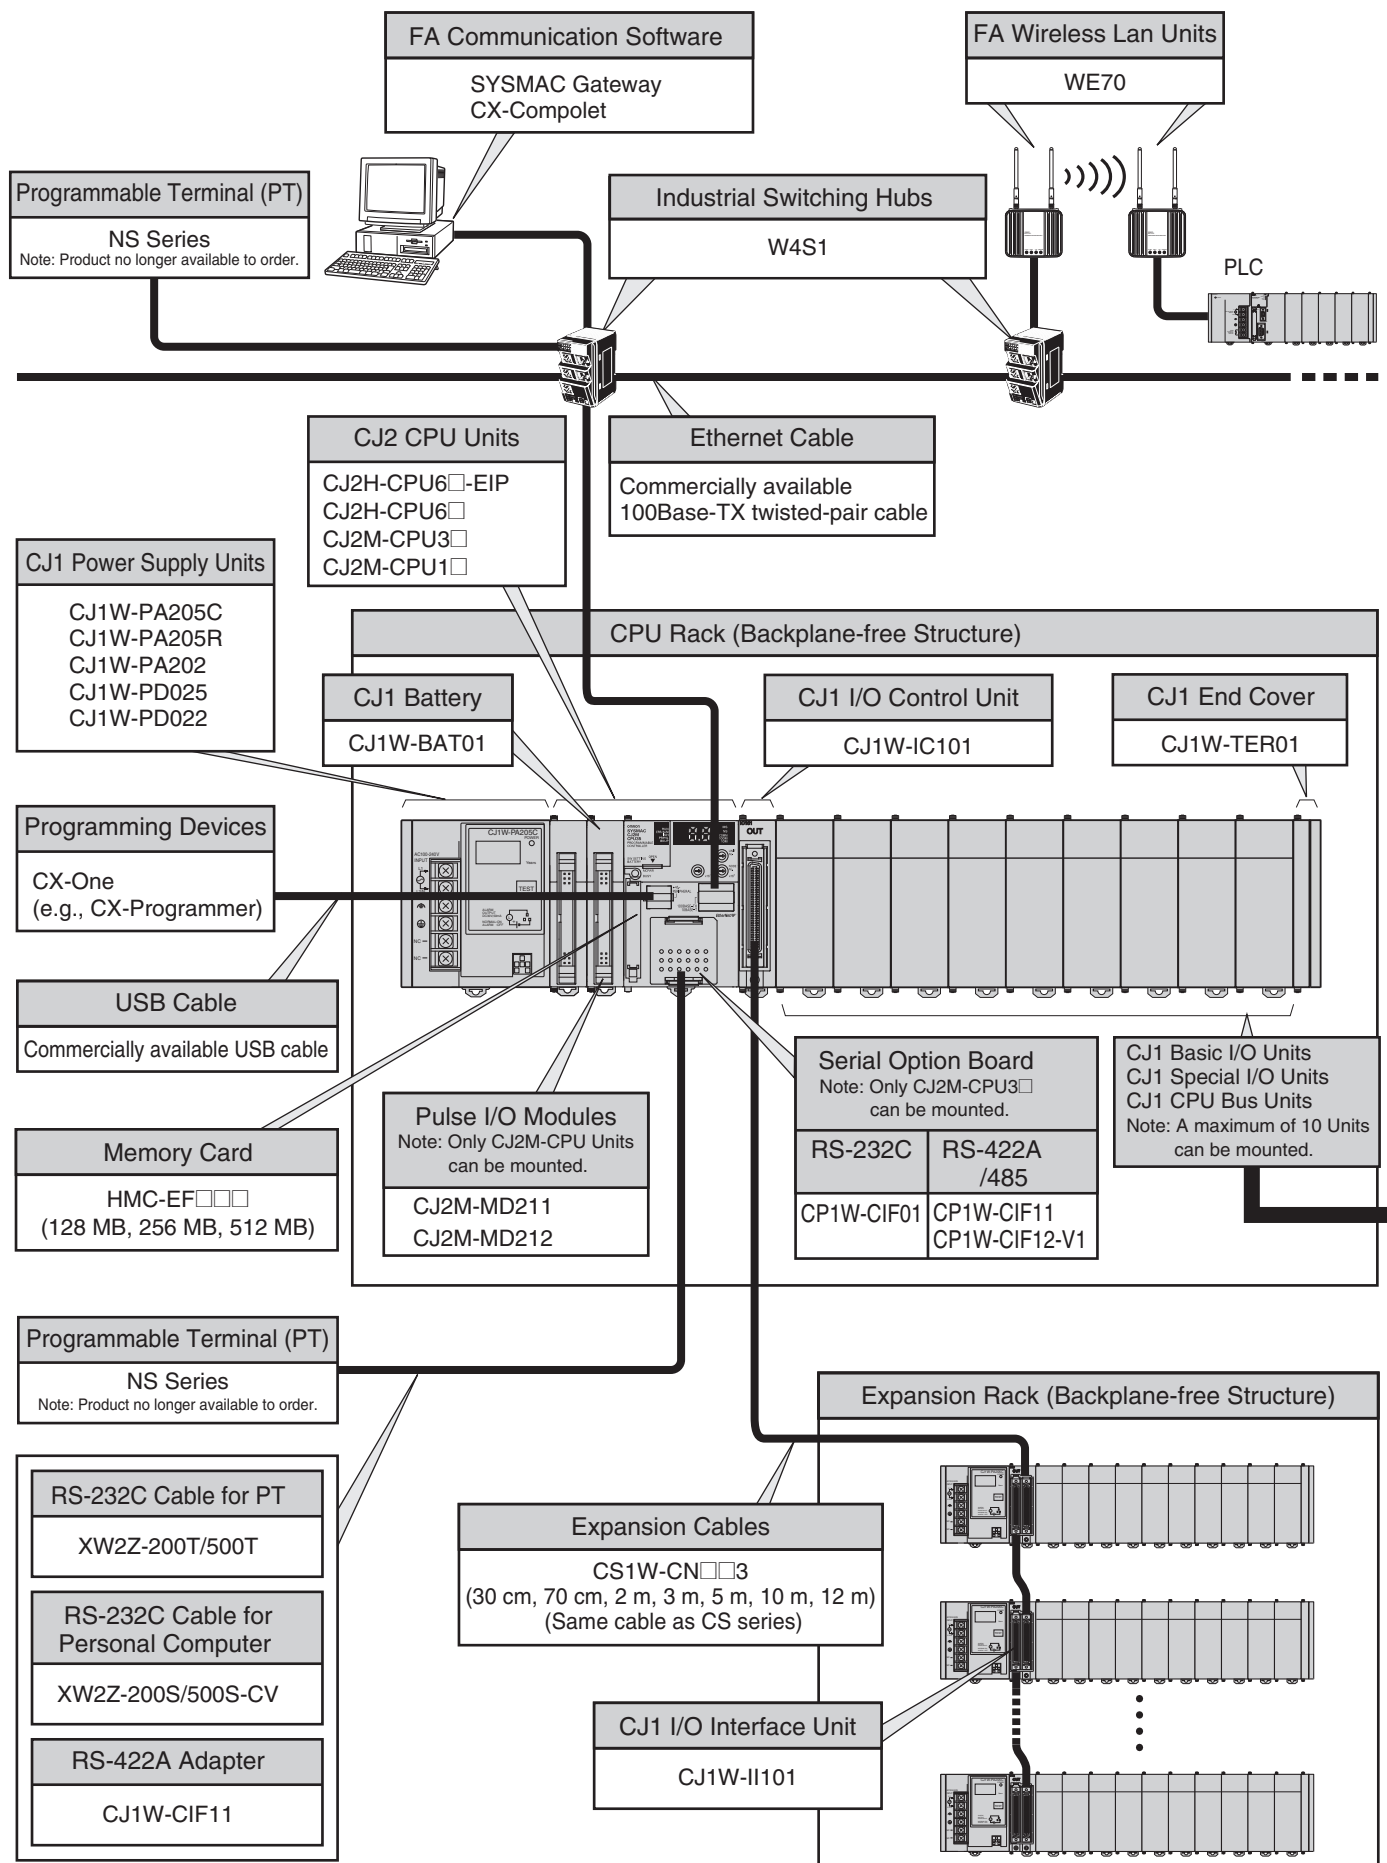 FA Communication Software
SYSMAC Gateway
CX-Compolet
FA Wireless Lan Units
WE70
Programmable Terminal (PT)
NS Series
Note: Product no longer available to order.
Industrial Switching Hubs
W4S1
PLC
CJ2 CPU Units
CJ2H-CPU6□-EIP
CJ2H-CPU6□
CJ2M-CPU3□
CJ2M-CPU1□
Ethernet Cable
Commercially available
100Base-TX twisted-pair cable
CJ1 Power Supply Units
CJ1W-PA205C
CJ1W-PA205R
CJ1W-PA202
CJ1W-PD025
CJ1W-PD022
CPU Rack (Backplane-free Structure)
CJ1 Battery
CJ1W-BAT01
CJ1 I/O Control Unit
CJ1W-IC101
CJ1 End Cover
CJ1W-TER01
Programming Devices
CX-One
(e.g., CX-Programmer)
CJ1W-PA205C
POWER
AC100-240V
INPUT
TEST
NC
NC
SYSMAC
CJ2M
OPEN
OUT
USB Cable
Commercially available USB cable
Memory Card
HMC-EF□□□
(128 MB, 256 MB, 512 MB)
Pulse I/O Modules
Note: Only CJ2M-CPU Units
can be mounted.
CJ2M-MD211
CJ2M-MD212
Serial Option Board
Note: Only CJ2M-CPU3□
can be mounted.
RS-232C
CP1W-CIF01
RS-422A
/485
CP1W-CIF11
CP1W-CIF12-V1
CJ1 Basic I/O Units
CJ1 Special I/O Units
CJ1 CPU Bus Units
Note: A maximum of 10 Units
can be mounted.
Programmable Terminal (PT)
NS Series
Note: Product no longer available to order.
RS-232C Cable for PT
XW2Z-200T/500T
RS-232C Cable for
Personal Computer
XW2Z-200S/500S-CV
RS-422A Adapter
CJ1W-CIF11
Expansion Cables
CS1W-CN□□3
(30 cm, 70 cm, 2 m, 3 m, 5 m, 10 m, 12 m)
(Same cable as CS series)
Expansion Rack (Backplane-free Structure)
CJ1 I/O Interface Unit
CJ1W-II101